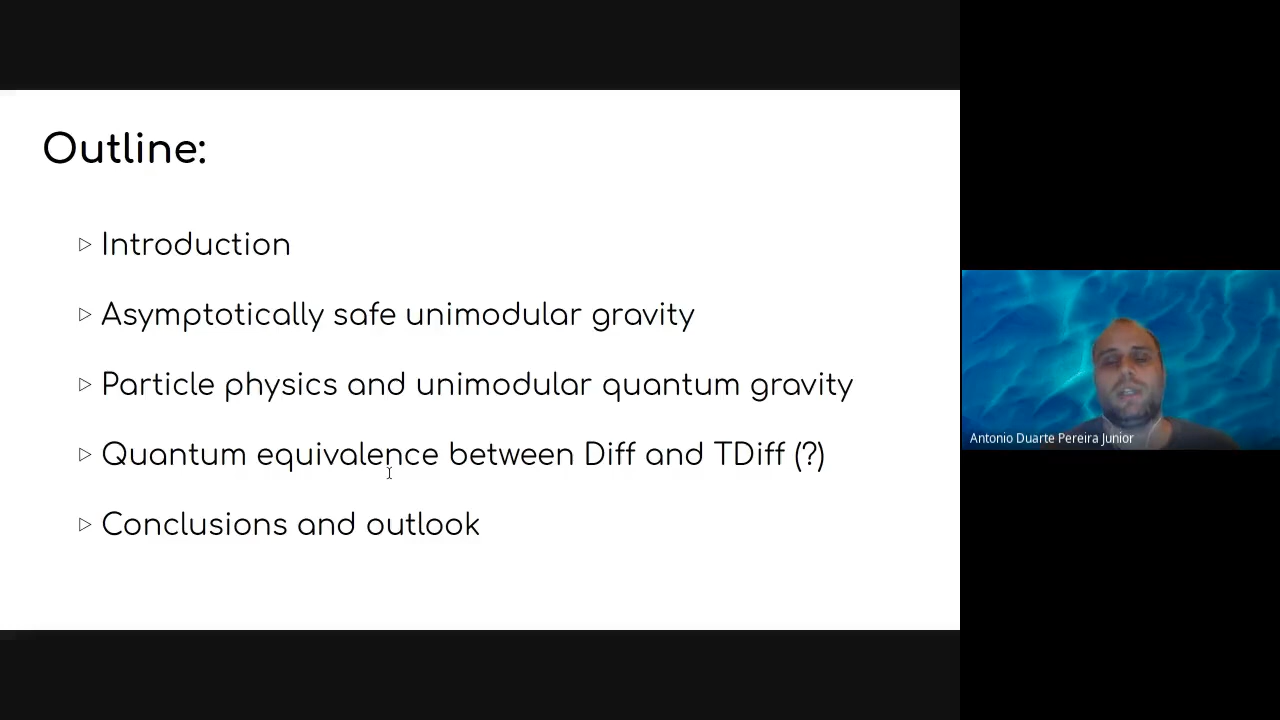 Outline:
Introduction
Asymptotically safe unimodular gravity
Particle physics and unimodular quantum gravity
Quantum equivalence between Diff and TDiff (?)
Conclusions and outlook
Antonio Duarte Pereira Junior